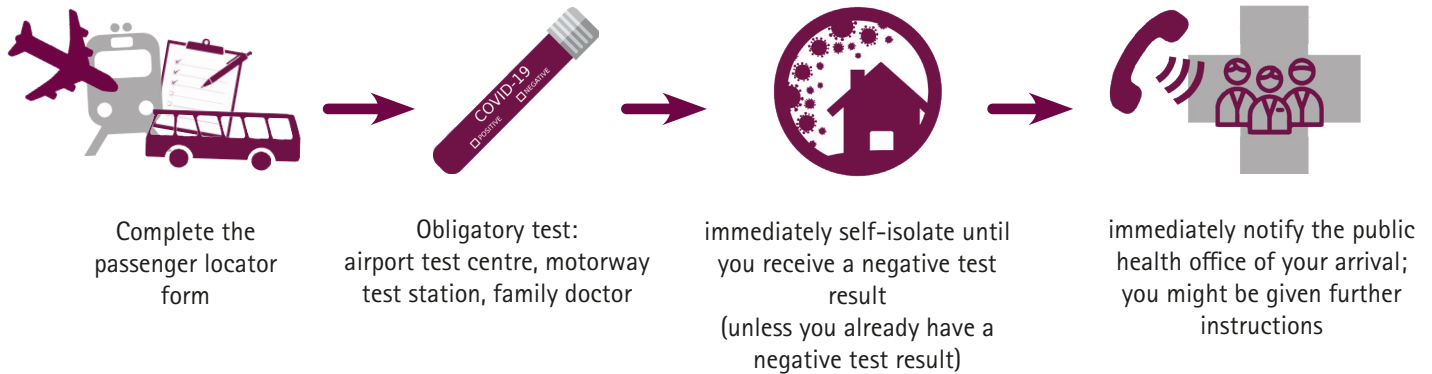 COVID-19
POSITIVE
NEGATIVE
Complete the
passenger locator
form
Obligatory test:
airport test centre, motorway
test station, family doctor
immediately self-isolate until
you receive a negative test
result
(unless you already have a
negative test result)
immediately notify the public
health office of your arrival;
you might be given further
instructions